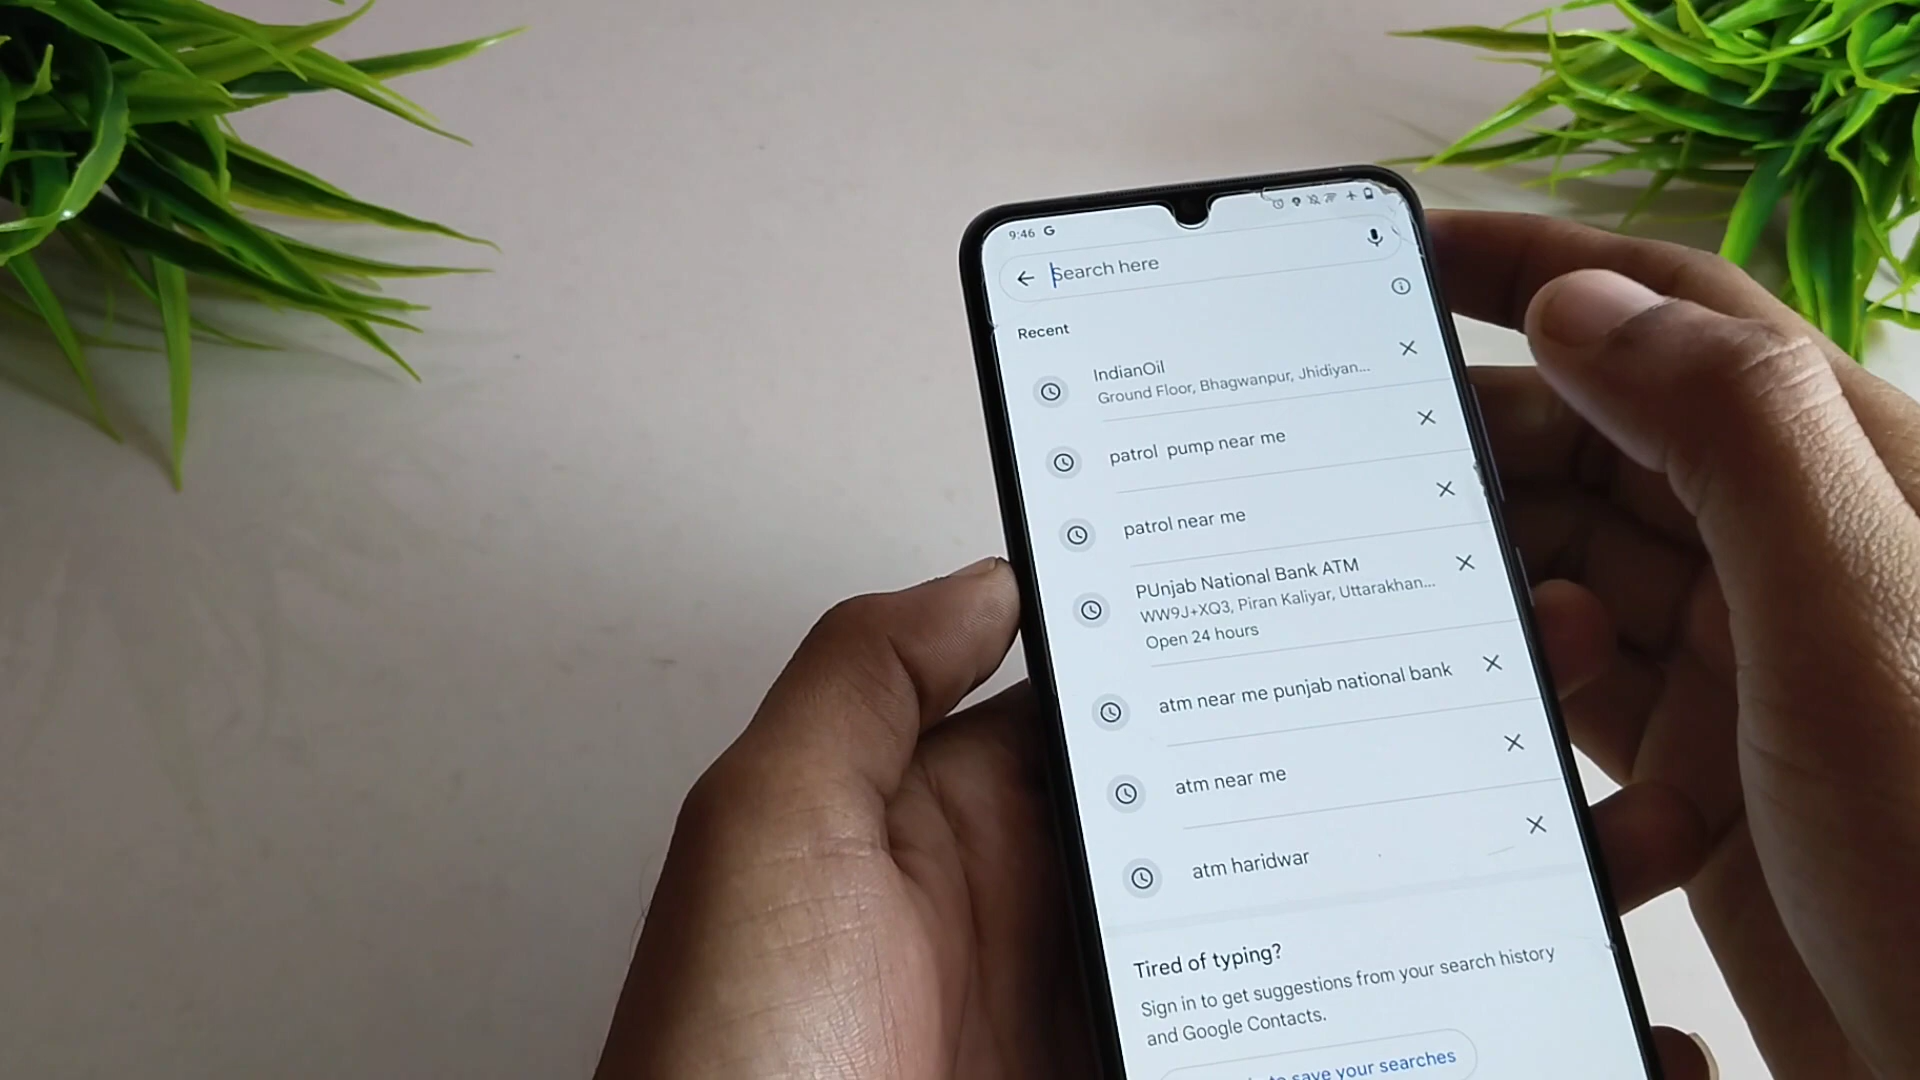 9:46 G
Search here
Recent
IndianOil
Ground Floor, Bhagwanpur, Jhidiyan...
patrol pump near me
patrol near me
PUnjab National Bank ATM
WW9J+XQ3, Piran Kaliyar, Uttarakhan...
Open 24 hours
atm near me punjab national bank
atm near me
atm haridwar
Tired of typing?
Sign in to get suggestions from your search history
and Google Contacts.
to save your searches